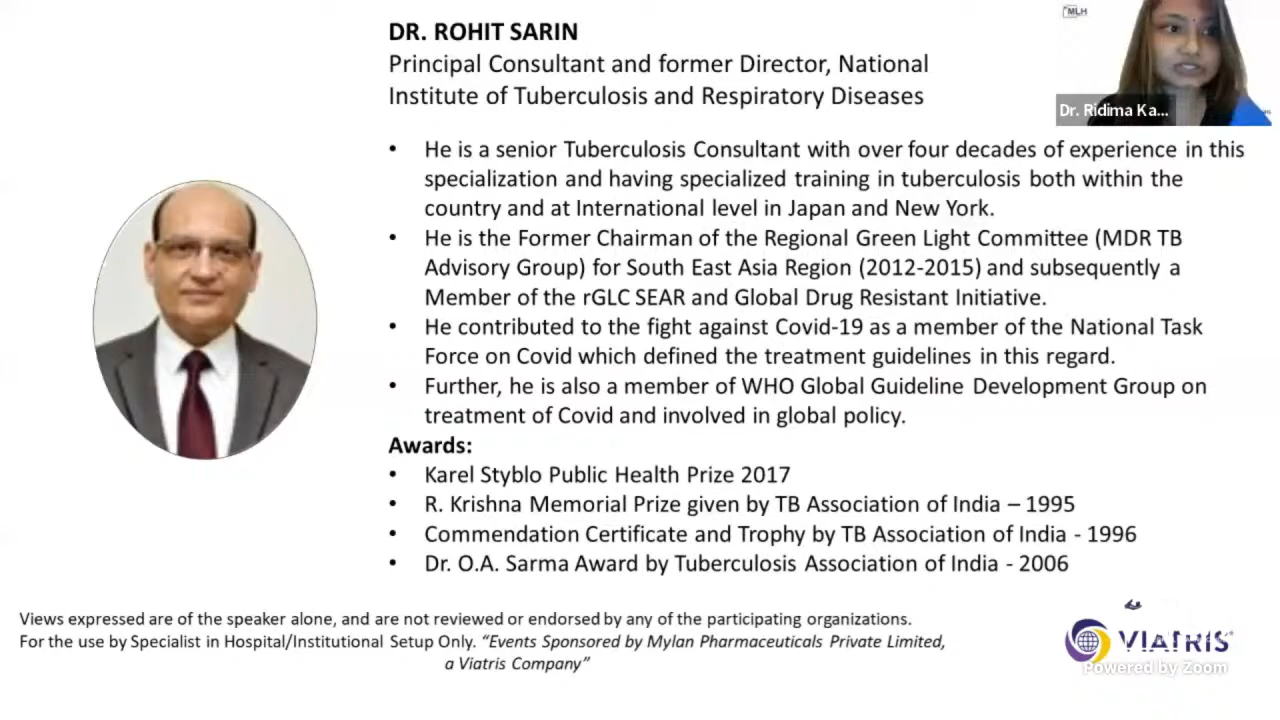 DR. ROHIT SARIN
Principal Consultant and former Director, National
Institute of Tuberculosis and Respiratory Diseases
MLH
Dr. Ridima Ka...
• He is a senior Tuberculosis Consultant with over four decades of experience in this
specialization and having specialized training in tuberculosis both within the
country and at International level in Japan and New York.
• He is the Former Chairman of the Regional Green Light Committee (MDR TB
Advisory Group) for South East Asia Region (2012-2015) and subsequently a
Member of the rGLC SEAR and Global Drug Resistant Initiative.
• He contributed to the fight against Covid-19 as a member of the National Task
Force on Covid which defined the treatment guidelines in this regard.
• Further, he is also a member of WHO Global Guideline Development Group on
treatment of Covid and involved in global policy.
Awards:
• Karel Styblo Public Health Prize 2017
• R. Krishna Memorial Prize given by TB Association of India – 1995
• Commendation Certificate and Trophy by TB Association of India - 1996
• Dr. O.A. Sarma Award by Tuberculosis Association of India - 2006
Views expressed are of the speaker alone, and are not reviewed or endorsed by any of the participating organizations.
For the use by Specialist in Hospital/Institutional Setup Only. “Events Sponsored by Mylan Pharmaceuticals Private Limited,
a Viatris Company”
VIATRIS
Powered by Zoom